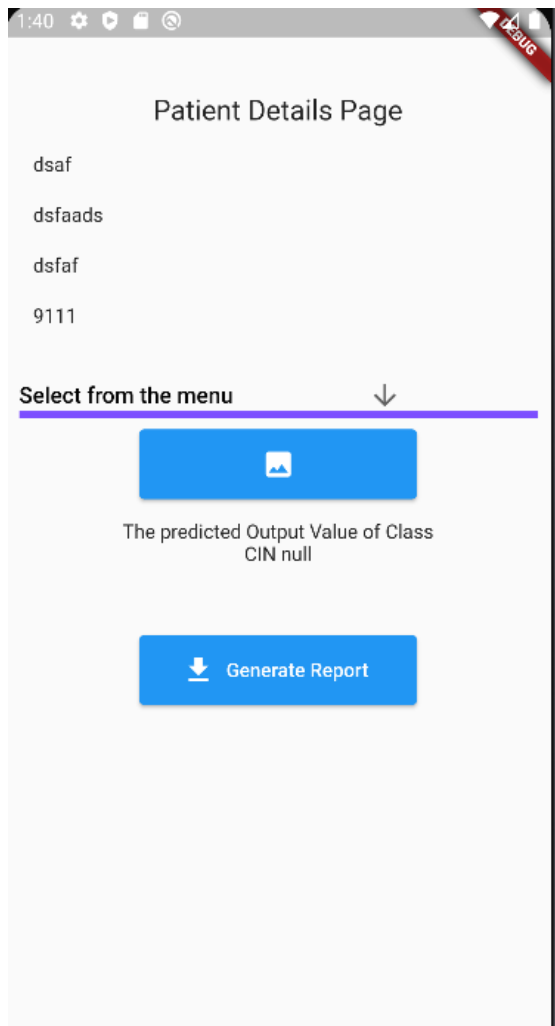 1:40
DEBUG
Patient Details Page
dsaf
dsfaads
dsfaf
9111
Select from the menu
The predicted Output Value of Class
CIN null
Generate Report